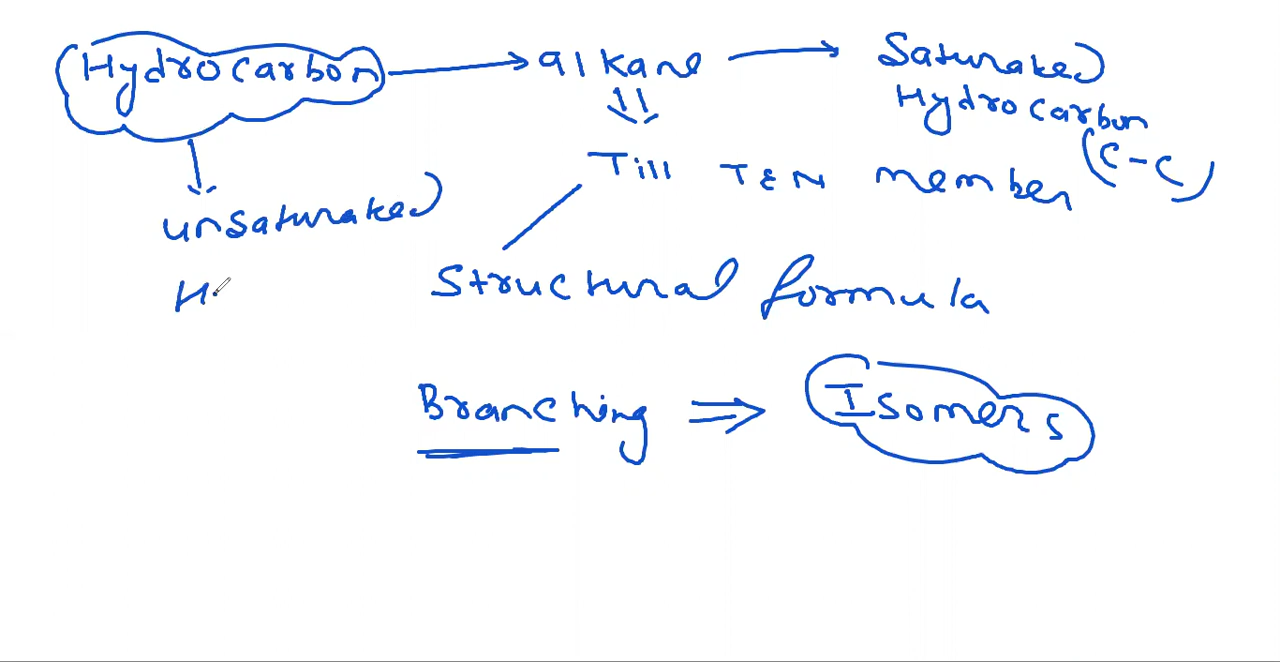 Hydrocarbon → alkane → Saturated
Hydrocarbon
(C-C)
Till TEN member
unsaturated
H.
Structural formula
Branching ⇒ Isomers